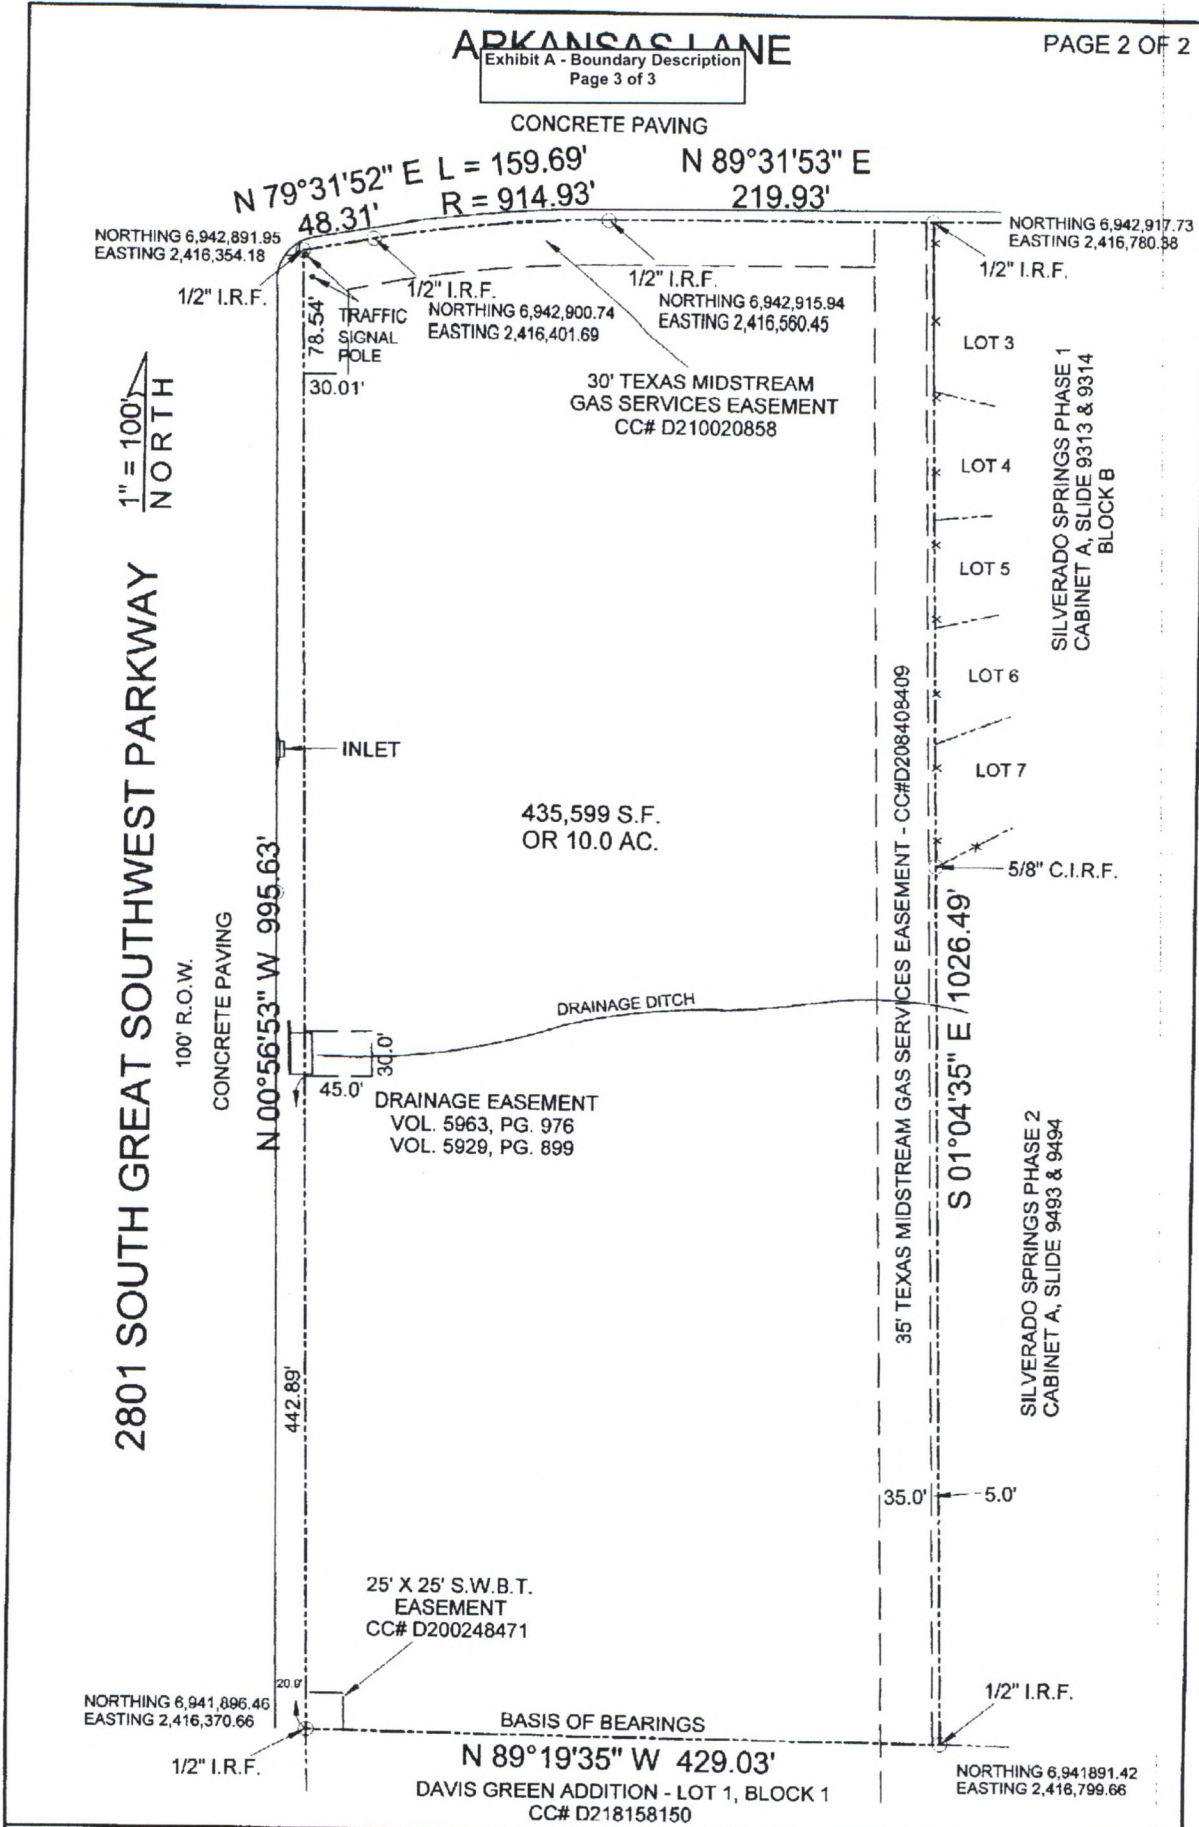 ARKANSAS LANE
PAGE 2 OF 2
Exhibit A - Boundary Description
Page 3 of 3
CONCRETE PAVING
N 79°31'52" E
48.31'
L = 159.69'
R = 914.93'
N 89°31'53" E
219.93'
NORTHING 6,942,891.95
EASTING 2,416,354.18
1/2" I.R.F.
NORTHING 6,942,917.73
EASTING 2,416,780.38
1/2" I.R.F.
1/2" I.R.F.
NORTHING 6,942,900.74
EASTING 2,416,401.69
1/2" I.R.F.
NORTHING 6,942,915.94
EASTING 2,416,560.45
TRAFFIC
SIGNAL
POLE
78.54'
30.01'
30' TEXAS MIDSTREAM
GAS SERVICES EASEMENT
CC# D210020858
1" = 100'
NORTH
LOT 3
LOT 4
LOT 5
LOT 6
LOT 7
SILVERADO SPRINGS PHASE 1
CABINET A, SLIDE 9313 & 9314
BLOCK B
2801 SOUTH GREAT SOUTHWEST PARKWAY
100' R.O.W.
CONCRETE PAVING
N 00°56'53" W 995.63'
INLET
435,599 S.F.
OR 10.0 AC.
35' TEXAS MIDSTREAM GAS SERVICES EASEMENT - CC#D208408409
5/8" C.I.R.F.
S 01°04'35" E /1026.49'
DRAINAGE DITCH
30.0'
45.0'
DRAINAGE EASEMENT
VOL. 5963, PG. 976
VOL. 5929, PG. 899
SILVERADO SPRINGS PHASE 2
CABINET A, SLIDE 9493 & 9494
442.89'
35.0'
5.0'
25' X 25' S.W.B.T.
EASEMENT
CC# D200248471
20.0'
NORTHING 6,941,896.46
EASTING 2,416,370.66
1/2" I.R.F.
BASIS OF BEARINGS
N 89°19'35" W 429.03'
1/2" I.R.F.
NORTHING 6,941891.42
EASTING 2,416,799.66
DAVIS GREEN ADDITION - LOT 1, BLOCK 1
CC# D218158150